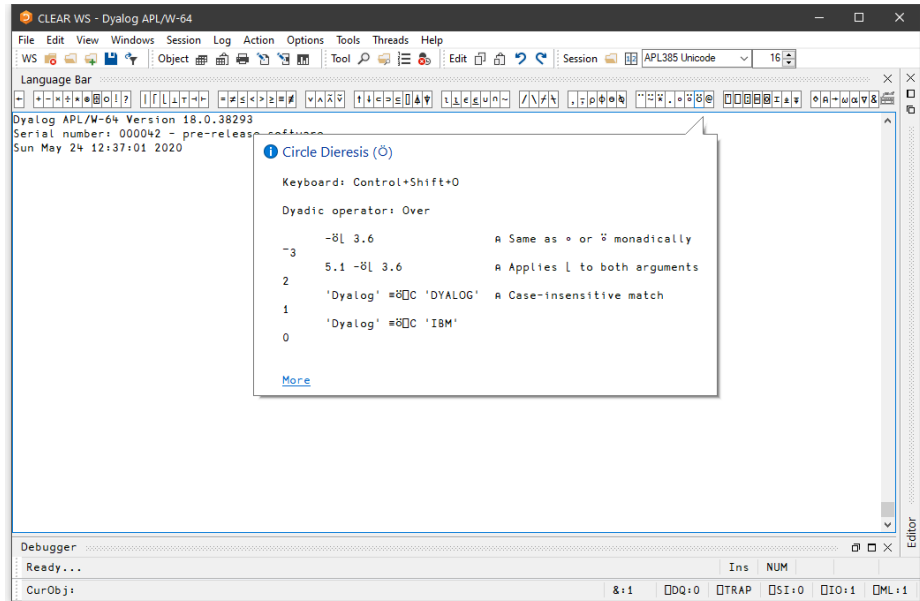 CLEAR WS - Dyalog APL/W-64
File Edit View Windows Session Log Action Options Tools Threads Help
WS Object Tool Edit Session APL385 Unicode 16
Language Bar
← + - × ÷ * ⍟ ⌹ ○ ! ? | ⌈ ⌊ ⊥ ⊤ ⊣ ⊢ = ≠ ≤ < > ≥ ≡ ≢ ∨ ∧ ⍲ ⍱ ↑ ↓ ⊂ ⊃ ⊆ ⌷ ⍋ ⍒ ⍳ ⍸ ∊ ⍷ ∪ ∩ ~ / \ ⌿ ⍀ , ⍪ ⍴ ⌽ ⊖ ⍉ ¨ ⍨ ⍣ . ∘ ⍤ ⍥ @ ⍠ ⌸ ⌺ ⌶ ⍎ ⍕ ⋄ ⍝ → ⍵ ⍺ ∇ &
Dyalog APL/W-64 Version 18.0.38293
Serial number: 000042 - pre-release software
Sun May 24 12:37:01 2020
Circle Dieresis (⍥)
Keyboard: Control+Shift+O
Dyadic operator: Over
-⍥⌊ 3.6 ⍝ Same as ∘ or ⍤ monadically
¯3
5.1 -⍥⌊ 3.6 ⍝ Applies ⌊ to both arguments
2
'Dyalog' ≡⍥⎕C 'DYALOG' ⍝ Case-insensitive match
1
'Dyalog' ≡⍥⎕C 'IBM'
0
More
Editor
Debugger
Ready... Ins NUM
CurObj: &:1 ⎕DQ:0 ⎕TRAP ⎕SI:0 ⎕IO:1 ⎕ML:1